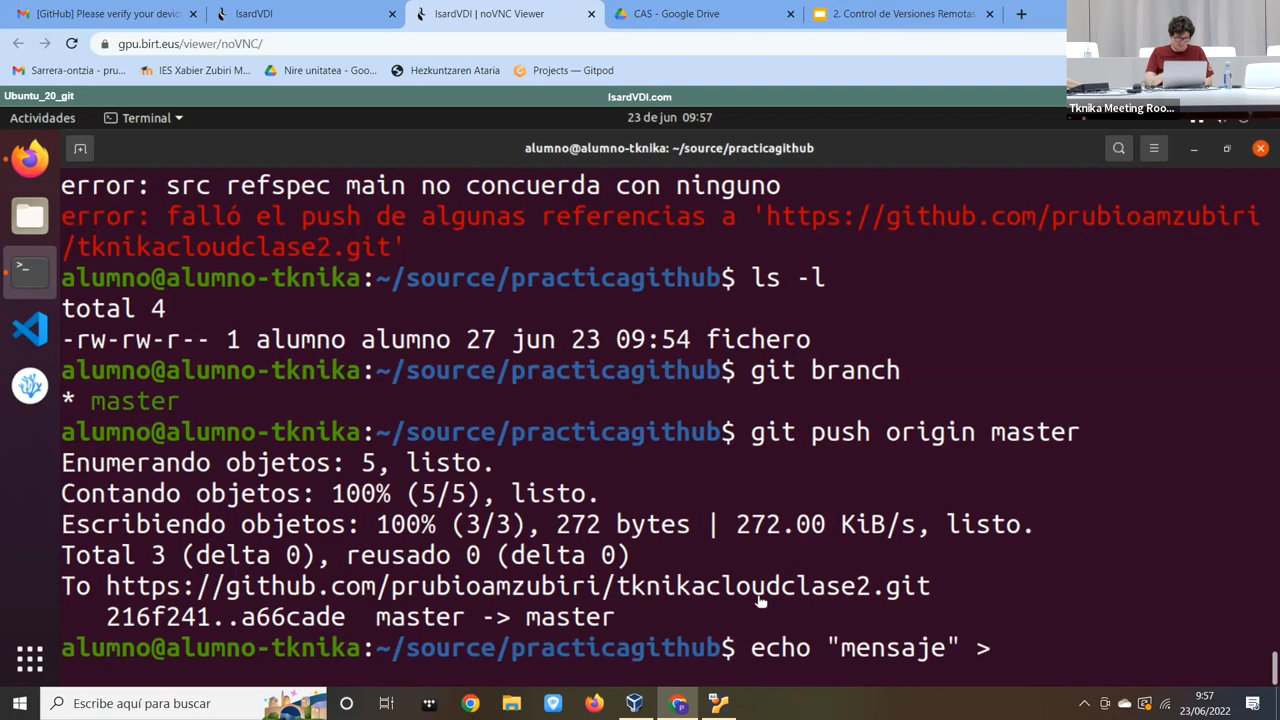 [GitHub] Please verify your devic
IsardVDI
IsardVDI | noVNC Viewer
CAS - Google Drive
2. Control de Versiones Remotas.
gpu.birt.eus/viewer/noVNC/
Sarrera-ontzia - pru...
IES Xabier Zubiri M...
Nire unitatea - Goo...
Hezkuntzaren Ataria
Projects — Gitpod
Tknika Meeting Roo...
Ubuntu_20_git
IsardVDI.com
Actividades
Terminal
23 de jun 09:57
alumno@alumno-tknika: ~/source/practicagithub
error: src refspec main no concuerda con ninguno
error: falló el push de algunas referencias a 'https://github.com/prubioamzubiri
/tknikacloudclase2.git'
alumno@alumno-tknika:~/source/practicagithub$ ls -l
total 4
-rw-rw-r-- 1 alumno alumno 27 jun 23 09:54 fichero
alumno@alumno-tknika:~/source/practicagithub$ git branch
* master
alumno@alumno-tknika:~/source/practicagithub$ git push origin master
Enumerando objetos: 5, listo.
Contando objetos: 100% (5/5), listo.
Escribiendo objetos: 100% (3/3), 272 bytes | 272.00 KiB/s, listo.
Total 3 (delta 0), reusado 0 (delta 0)
To https://github.com/prubioamzubiri/tknikacloudclase2.git
216f241..a66cade master -> master
alumno@alumno-tknika:~/source/practicagithub$ echo "mensaje" >
Escribe aquí para buscar
9:57
23/06/2022